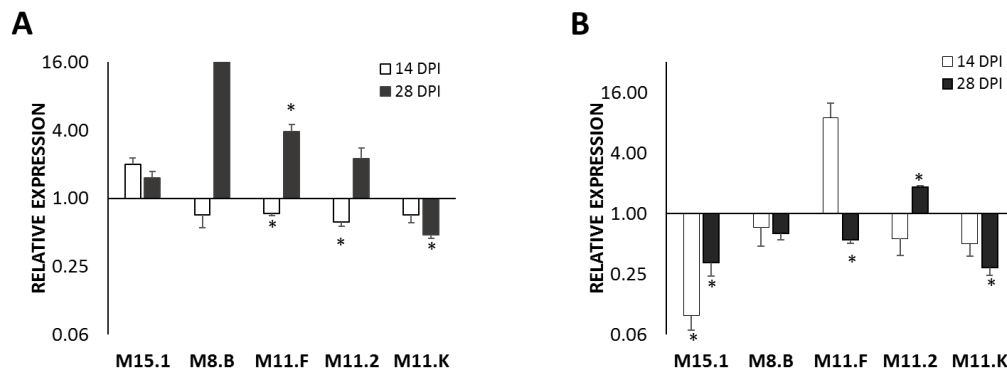 A
RELATIVE EXPRESSION
16.00
4.00
1.00
0.25
0.06
14 DPI
28 DPI
*
*
*
*
M15.1 M8.B M11.F M11.2 M11.K
B
RELATIVE EXPRESSION
16.00
4.00
1.00
0.25
0.06
14 DPI
28 DPI
*
*
*
*
*
M15.1 M8.B M11.F M11.2 M11.K